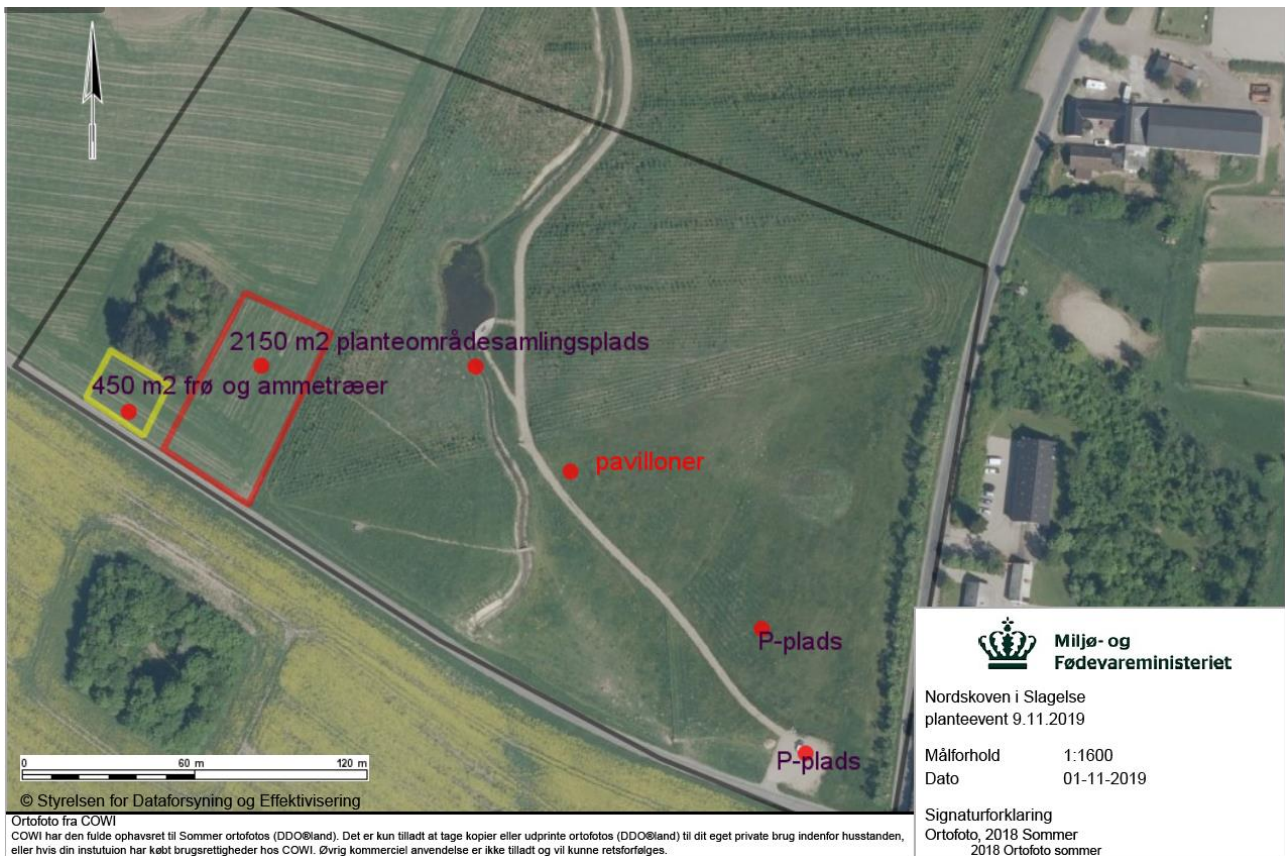 2150 m2 planteområdesamlingsplads
450 m2 frø og ammetræer
pavilloner
P-plads
P-plads
0 60 m 120 m
© Styrelsen for Dataforsyning og Effektivisering
Ortofoto fra COWI
COWI har den fulde ophavsret til Sommer ortofotos (DDO®land). Det er kun tilladt at tage kopier eller udprinte ortofotos (DDO®land) til dit eget private brug indenfor husstanden,
eller hvis din instutuion har købt brugsrettigheder hos COWI. Øvrig kommerciel anvendelse er ikke tilladt og vil kunne retsforfølges.
Miljø- og
Fødevareministeriet
Nordskoven i Slagelse
planteevent 9.11.2019
Målforhold 1:1600
Dato 01-11-2019
Signaturforklaring
Ortofoto, 2018 Sommer
2018 Ortofoto sommer